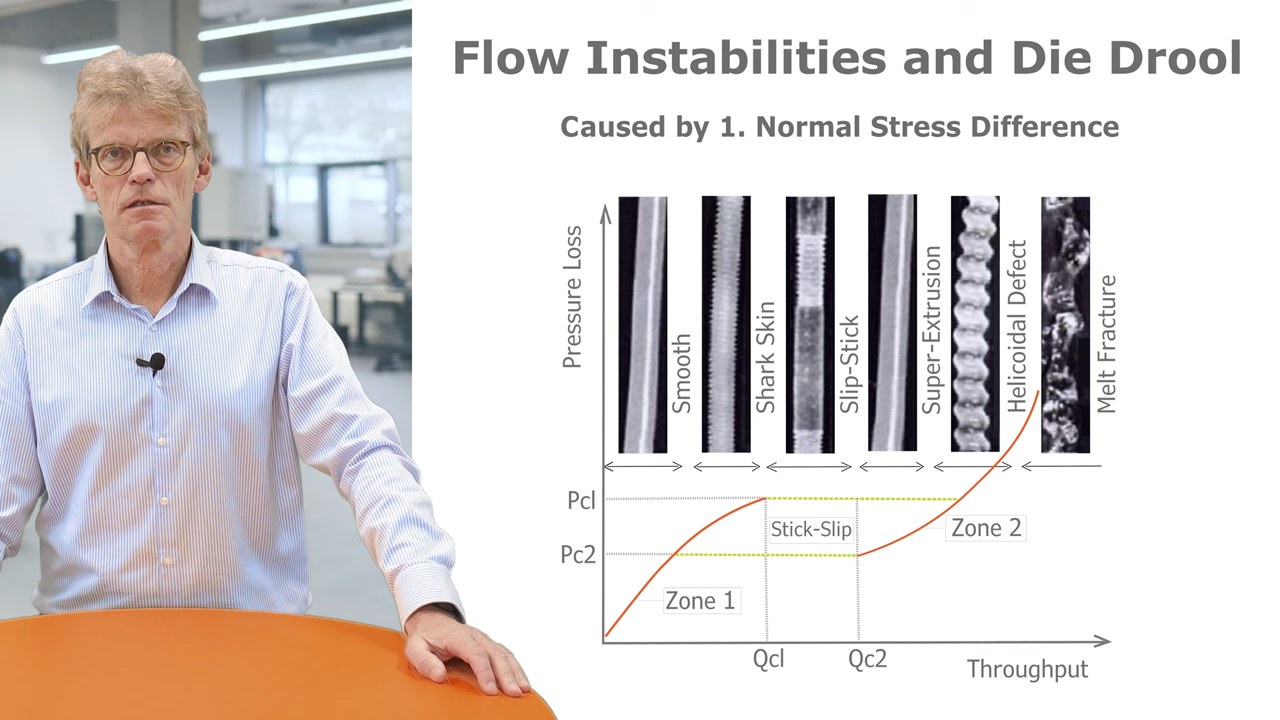 Flow Instabilities and Die Drool
Caused by 1. Normal Stress Difference
Pressure Loss
Smooth
Shark Skin
Slip-Stick
Super-Extrusion
Helicoidal Defect
Melt Fracture
Pcl
Pc2
Stick-Slip
Zone 2
Zone 1
Qcl
Qc2
Throughput